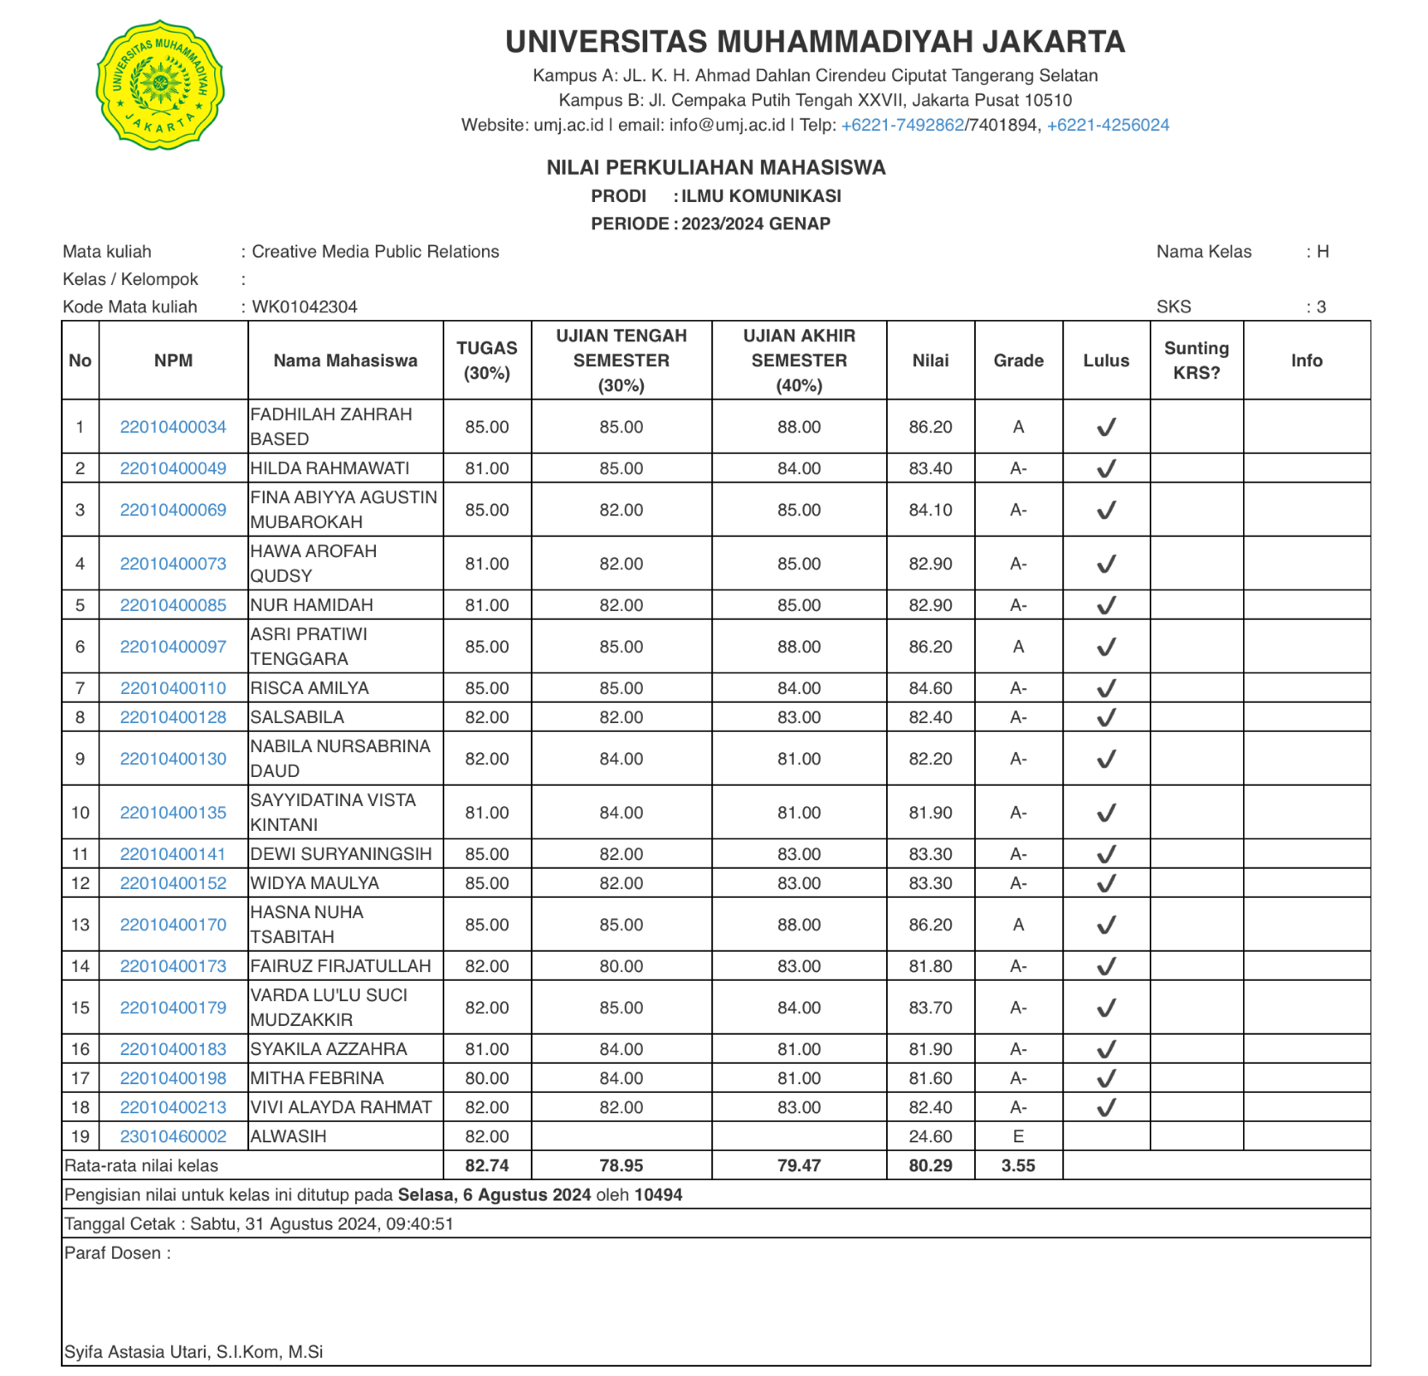 UNIVERSITAS MUHAMMADIYAH
JAKARTA
UNIVERSITAS MUHAMMADIYAH JAKARTA
Kampus A: JL. K. H. Ahmad Dahlan Cirendeu Ciputat Tangerang Selatan
Kampus B: Jl. Cempaka Putih Tengah XXVII, Jakarta Pusat 10510
Website: umj.ac.id | email: info@umj.ac.id | Telp: +6221-7492862/7401894, +6221-4256024
NILAI PERKULIAHAN MAHASISWA
PRODI : ILMU KOMUNIKASI
PERIODE : 2023/2024 GENAP
Mata kuliah : Creative Media Public Relations Nama Kelas : H
Kelas / Kelompok :
Kode Mata kuliah : WK01042304 SKS : 3
No NPM Nama Mahasiswa TUGAS (30%) UJIAN TENGAH SEMESTER (30%) UJIAN AKHIR SEMESTER (40%) Nilai Grade Lulus Sunting KRS? Info
1 22010400034 FADHILAH ZAHRAH BASED 85.00 85.00 88.00 86.20 A ✔
2 22010400049 HILDA RAHMAWATI 81.00 85.00 84.00 83.40 A- ✔
3 22010400069 FINA ABIYYA AGUSTIN MUBAROKAH 85.00 82.00 85.00 84.10 A- ✔
4 22010400073 HAWA AROFAH QUDSY 81.00 82.00 85.00 82.90 A- ✔
5 22010400085 NUR HAMIDAH 81.00 82.00 85.00 82.90 A- ✔
6 22010400097 ASRI PRATIWI TENGGARA 85.00 85.00 88.00 86.20 A ✔
7 22010400110 RISCA AMILYA 85.00 85.00 84.00 84.60 A- ✔
8 22010400128 SALSABILA 82.00 82.00 83.00 82.40 A- ✔
9 22010400130 NABILA NURSABRINA DAUD 82.00 84.00 81.00 82.20 A- ✔
10 22010400135 SAYYIDATINA VISTA KINTANI 81.00 84.00 81.00 81.90 A- ✔
11 22010400141 DEWI SURYANINGSIH 85.00 82.00 83.00 83.30 A- ✔
12 22010400152 WIDYA MAULYA 85.00 82.00 83.00 83.30 A- ✔
13 22010400170 HASNA NUHA TSABITAH 85.00 85.00 88.00 86.20 A ✔
14 22010400173 FAIRUZ FIRJATULLAH 82.00 80.00 83.00 81.80 A- ✔
15 22010400179 VARDA LU'LU SUCI MUDZAKKIR 82.00 85.00 84.00 83.70 A- ✔
16 22010400183 SYAKILA AZZAHRA 81.00 84.00 81.00 81.90 A- ✔
17 22010400198 MITHA FEBRINA 80.00 84.00 81.00 81.60 A- ✔
18 22010400213 VIVI ALAYDA RAHMAT 82.00 82.00 83.00 82.40 A- ✔
19 23010460002 ALWASIH 82.00 24.60 E
Rata-rata nilai kelas 82.74 78.95 79.47 80.29 3.55
Pengisian nilai untuk kelas ini ditutup pada Selasa, 6 Agustus 2024 oleh 10494
Tanggal Cetak : Sabtu, 31 Agustus 2024, 09:40:51
Paraf Dosen :
Syifa Astasia Utari, S.I.Kom, M.Si